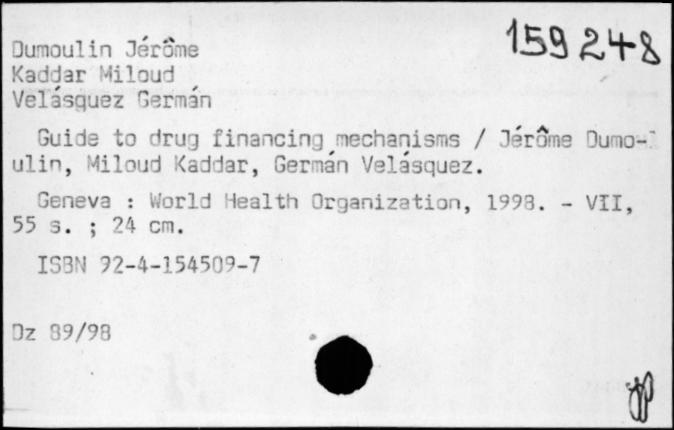 159248
Dumoulin Jérôme
Kaddar Miloud
Velásquez Germán
Guide to drug financing mechanisms / Jérôme Dumo-
ulin, Miloud Kaddar, Germán Velásquez.
Geneva : World Health Organization, 1998. - VII,
55 s. ; 24 cm.
ISBN 92-4-154509-7
Dz 89/98